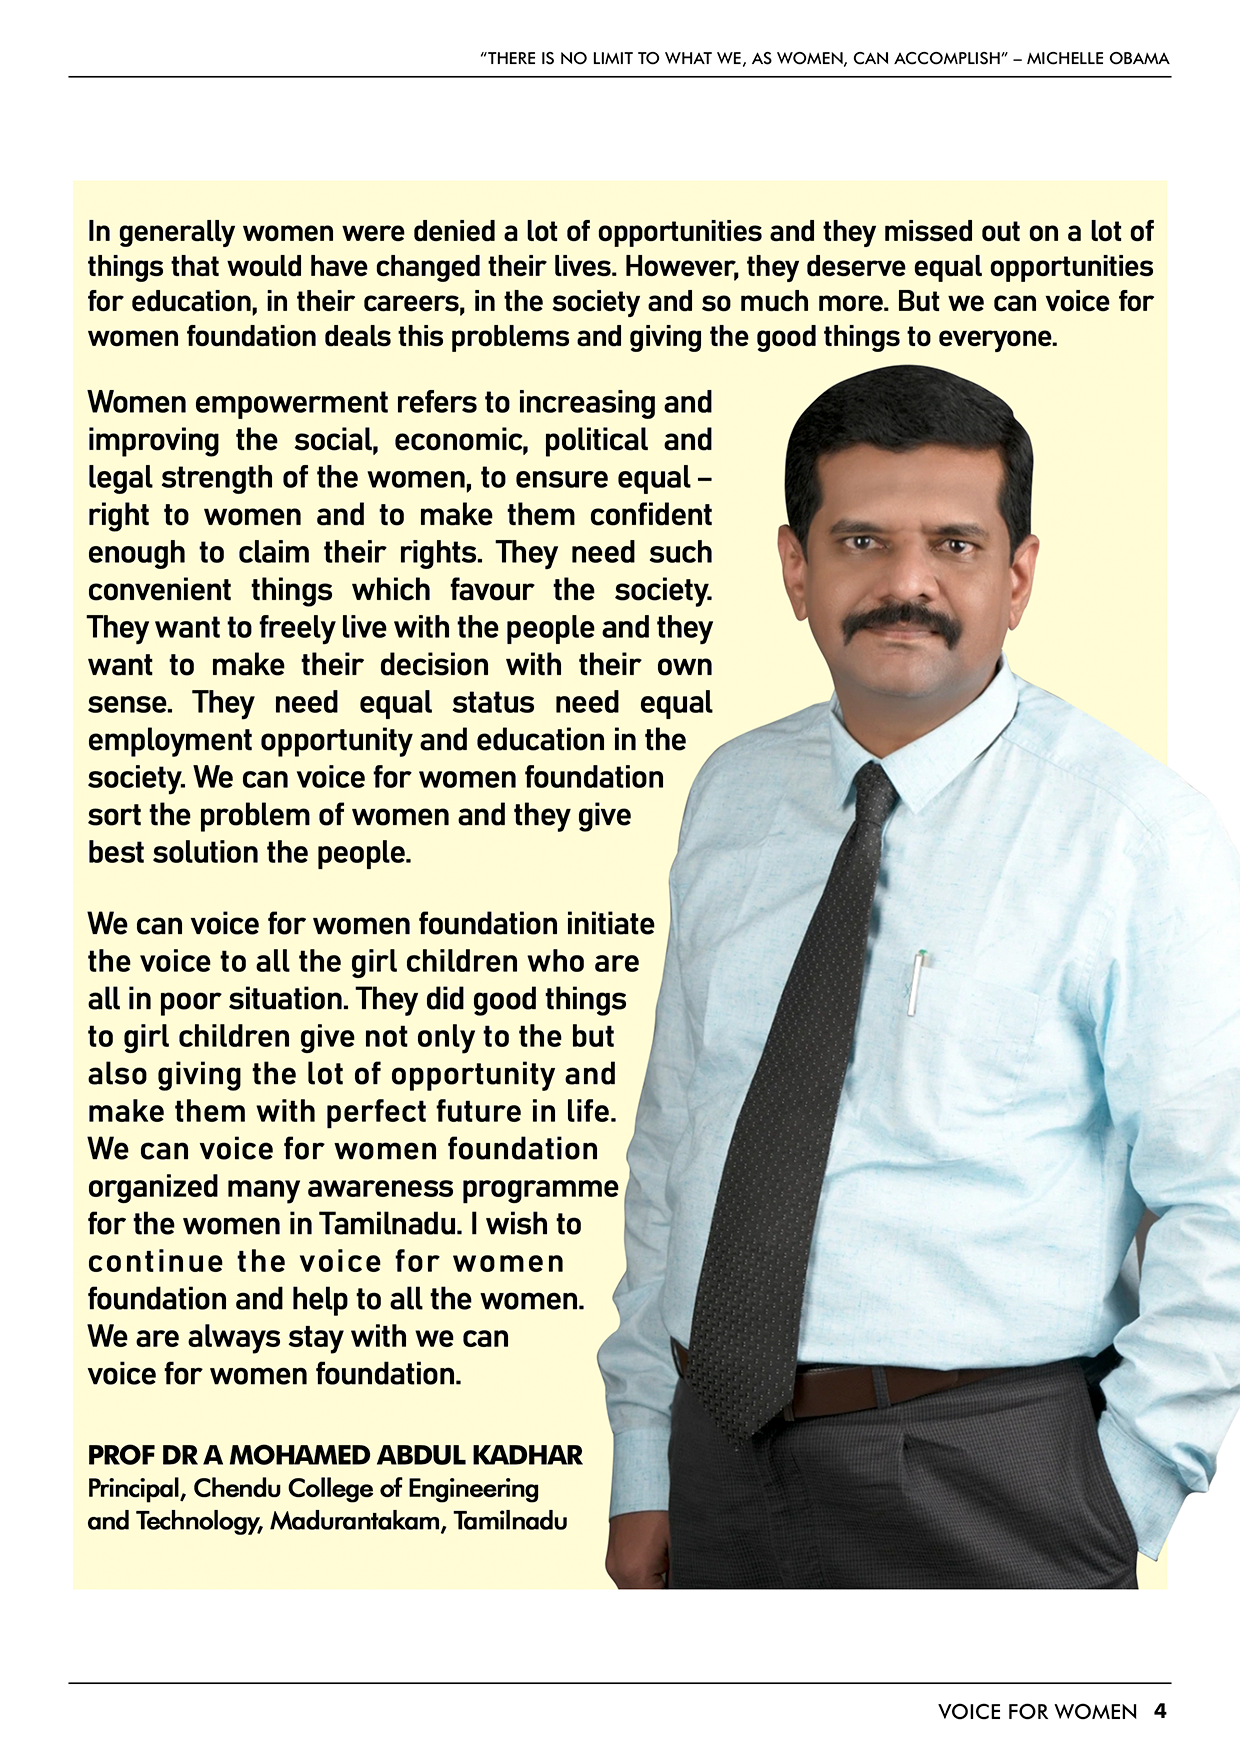 “THERE IS NO LIMIT TO WHAT WE, AS WOMEN, CAN ACCOMPLISH” – MICHELLE OBAMA
In generally women were denied a lot of opportunities and they missed out on a lot of
things that would have changed their lives. However, they deserve equal opportunities
for education, in their careers, in the society and so much more. But we can voice for
women foundation deals this problems and giving the good things to everyone.
Women empowerment refers to increasing and
improving the social, economic, political and
legal strength of the women, to ensure equal –
right to women and to make them confident
enough to claim their rights. They need such
convenient things which favour the society.
They want to freely live with the people and they
want to make their decision with their own
sense. They need equal status need equal
employment opportunity and education in the
society. We can voice for women foundation
sort the problem of women and they give
best solution the people.
We can voice for women foundation initiate
the voice to all the girl children who are
all in poor situation. They did good things
to girl children give not only to the but
also giving the lot of opportunity and
make them with perfect future in life.
We can voice for women foundation
organized many awareness programme
for the women in Tamilnadu. I wish to
continue the voice for women
foundation and help to all the women.
We are always stay with we can
voice for women foundation.
PROF DR A MOHAMED ABDUL KADHAR
Principal, Chendu College of Engineering
and Technology, Madurantakam, Tamilnadu
VOICE FOR WOMEN 4